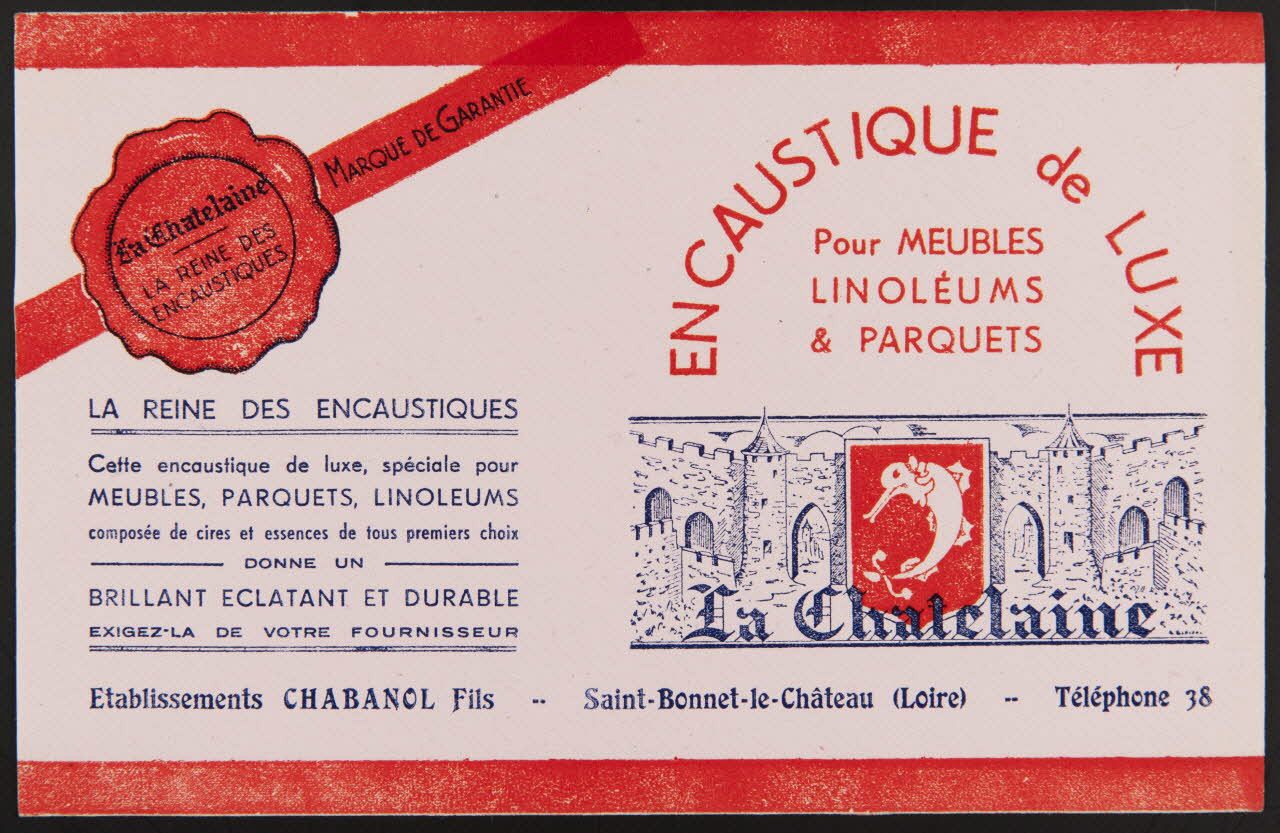 MARQUE DE GARANTIE
La Chatelaine
LA REINE DES
ENCAUSTIQUES
LA REINE DES ENCAUSTIQUES
Cette encaustique de luxe, spéciale pour
MEUBLES, PARQUETS, LINOLEUMS
composée de cires et essences de tous premiers choix
DONNE UN
BRILLANT ECLATANT ET DURABLE
EXIGEZ-LA DE VOTRE FOURNISSEUR
ENCAUSTIQUE de LUXE
Pour MEUBLES
LINOLÉUMS
& PARQUETS
La Chatelaine
Etablissements CHABANOL Fils -- Saint-Bonnet-le-Château (Loire) -- Téléphone 38